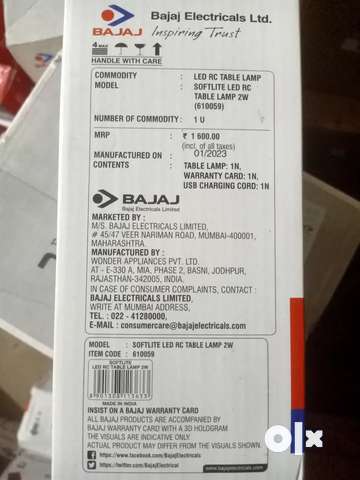 BAJAJ
Bajaj Electricals Ltd.
Inspiring Trust
4 MAX
HANDLE WITH CARE
COMMODITY : LED RC TABLE LAMP
MODEL : SOFTLITE LED RC
TABLE LAMP 2W
(610059)
NUMBER OF COMMODITY : 1 U
MRP : ₹ 1 600.00
(incl. of all taxes)
MANUFACTURED ON : 01/2023
CONTENTS : TABLE LAMP: 1N,
WARRANTY CARD: 1N,
USB CHARGING CORD: 1N
BAJAJ
Bajaj Electricals Limited
MARKETED BY :
M/S. BAJAJ ELECTRICALS LIMITED,
# 45/47 VEER NARIMAN ROAD, MUMBAI-400001,
MAHARASHTRA.
MANUFACTURED BY :
WONDER APPLIANCES PVT. LTD.
AT - E-330 A, MIA, PHASE 2, BASNI, JODHPUR,
RAJASTHAN-342005, INDIA.
IN CASE OF CONSUMER COMPLAINTS, CONTACT :
BAJAJ ELECTRICALS LIMITED,
WRITE AT MUMBAI ADDRESS,
TEL. : 022 - 41280000,
E-MAIL : consumercare@bajajelectricals.com
MODEL : SOFTLITE LED RC TABLE LAMP 2W
ITEM CODE : 610059
SOFTLITE
LED RC TABLE LAMP 2W
MADE IN INDIA
INSIST ON A BAJAJ WARRANTY CARD
ALL BAJAJ PRODUCTS ARE ACCOMPANIED BY
BAJAJ WARRANTY CARD WITH A 3D HOLOGRAM
THE VISUALS ARE INDICATIVE ONLY.
ACTUAL PRODUCT MAY DIFFER FROM THE VISUALS SHOWN.
https://www.facebook.com/BajajElectricals
https://twitter.com/BajajElectrical
www.bajajelectricals.com
olx